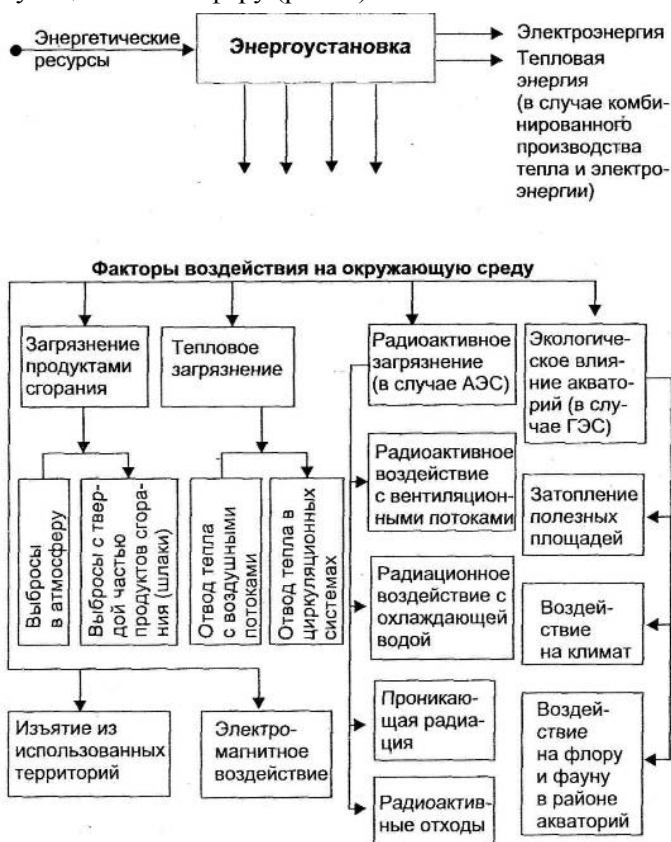 Энергетические
ресурсы
Энергоустановка
Электроэнергия
Тепловая
энергия
(в случае комби-
нированного
производства
тепла и электро-
энергии)
Факторы воздействия на окружающую среду
Загрязнение
продуктами
сгорания
Тепловое
загрязнение
Радиоактивное
загрязнение
(в случае АЭС)
Экологиче-
ское влия-
ние аквато-
рий (в слу-
чае ГЭС)
Выбросы
в атмосферу
Выбросы с твер-
дой частью
продуктов сгора-
ния (шлаки)
Отвод тепла
с воздушными
потоками
Отвод тепла в
циркуляционных
системах
Радиоактивное
воздействие
с вентиляцион-
ными потоками
Затопление
полезных
площадей
Радиационное
воздействие с
охлаждающей
водой
Воздей-
ствие
на климат
Изъятие из
использованных
территорий
Электро-
магнитное
воздействие
Проникаю-
щая радиа-
ция
Воздей-
ствие
на флору
и фауну
в районе
акваторий
Радиоактив-
ные отходы